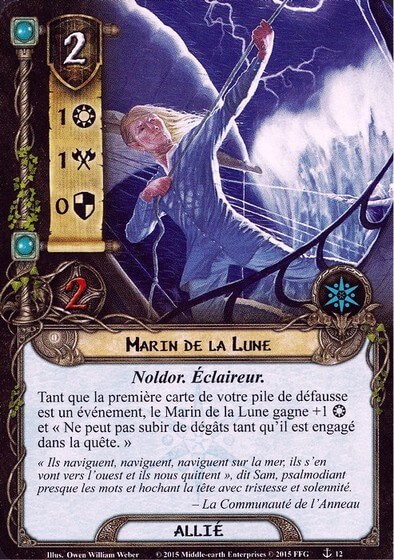 2
1
1
0
2
MARIN DE LA LUNE
Noldor. Éclaireur.
Tant que la première carte de votre pile de défausse
est un événement, le Marin de la Lune gagne +1
et « Ne peut pas subir de dégâts tant qu'il est engagé
dans la quête. »
« Ils naviguent, naviguent, naviguent sur la mer, ils s'en
vont vers l'ouest et ils nous quittent », dit Sam, psalmodiant
presque les mots et hochant la tête avec tristesse et solennité.
– La Communauté de l'Anneau
ALLIÉ
Illus. Owen William Weber © 2015 Middle-earth Enterprises © 2015 FFG 12